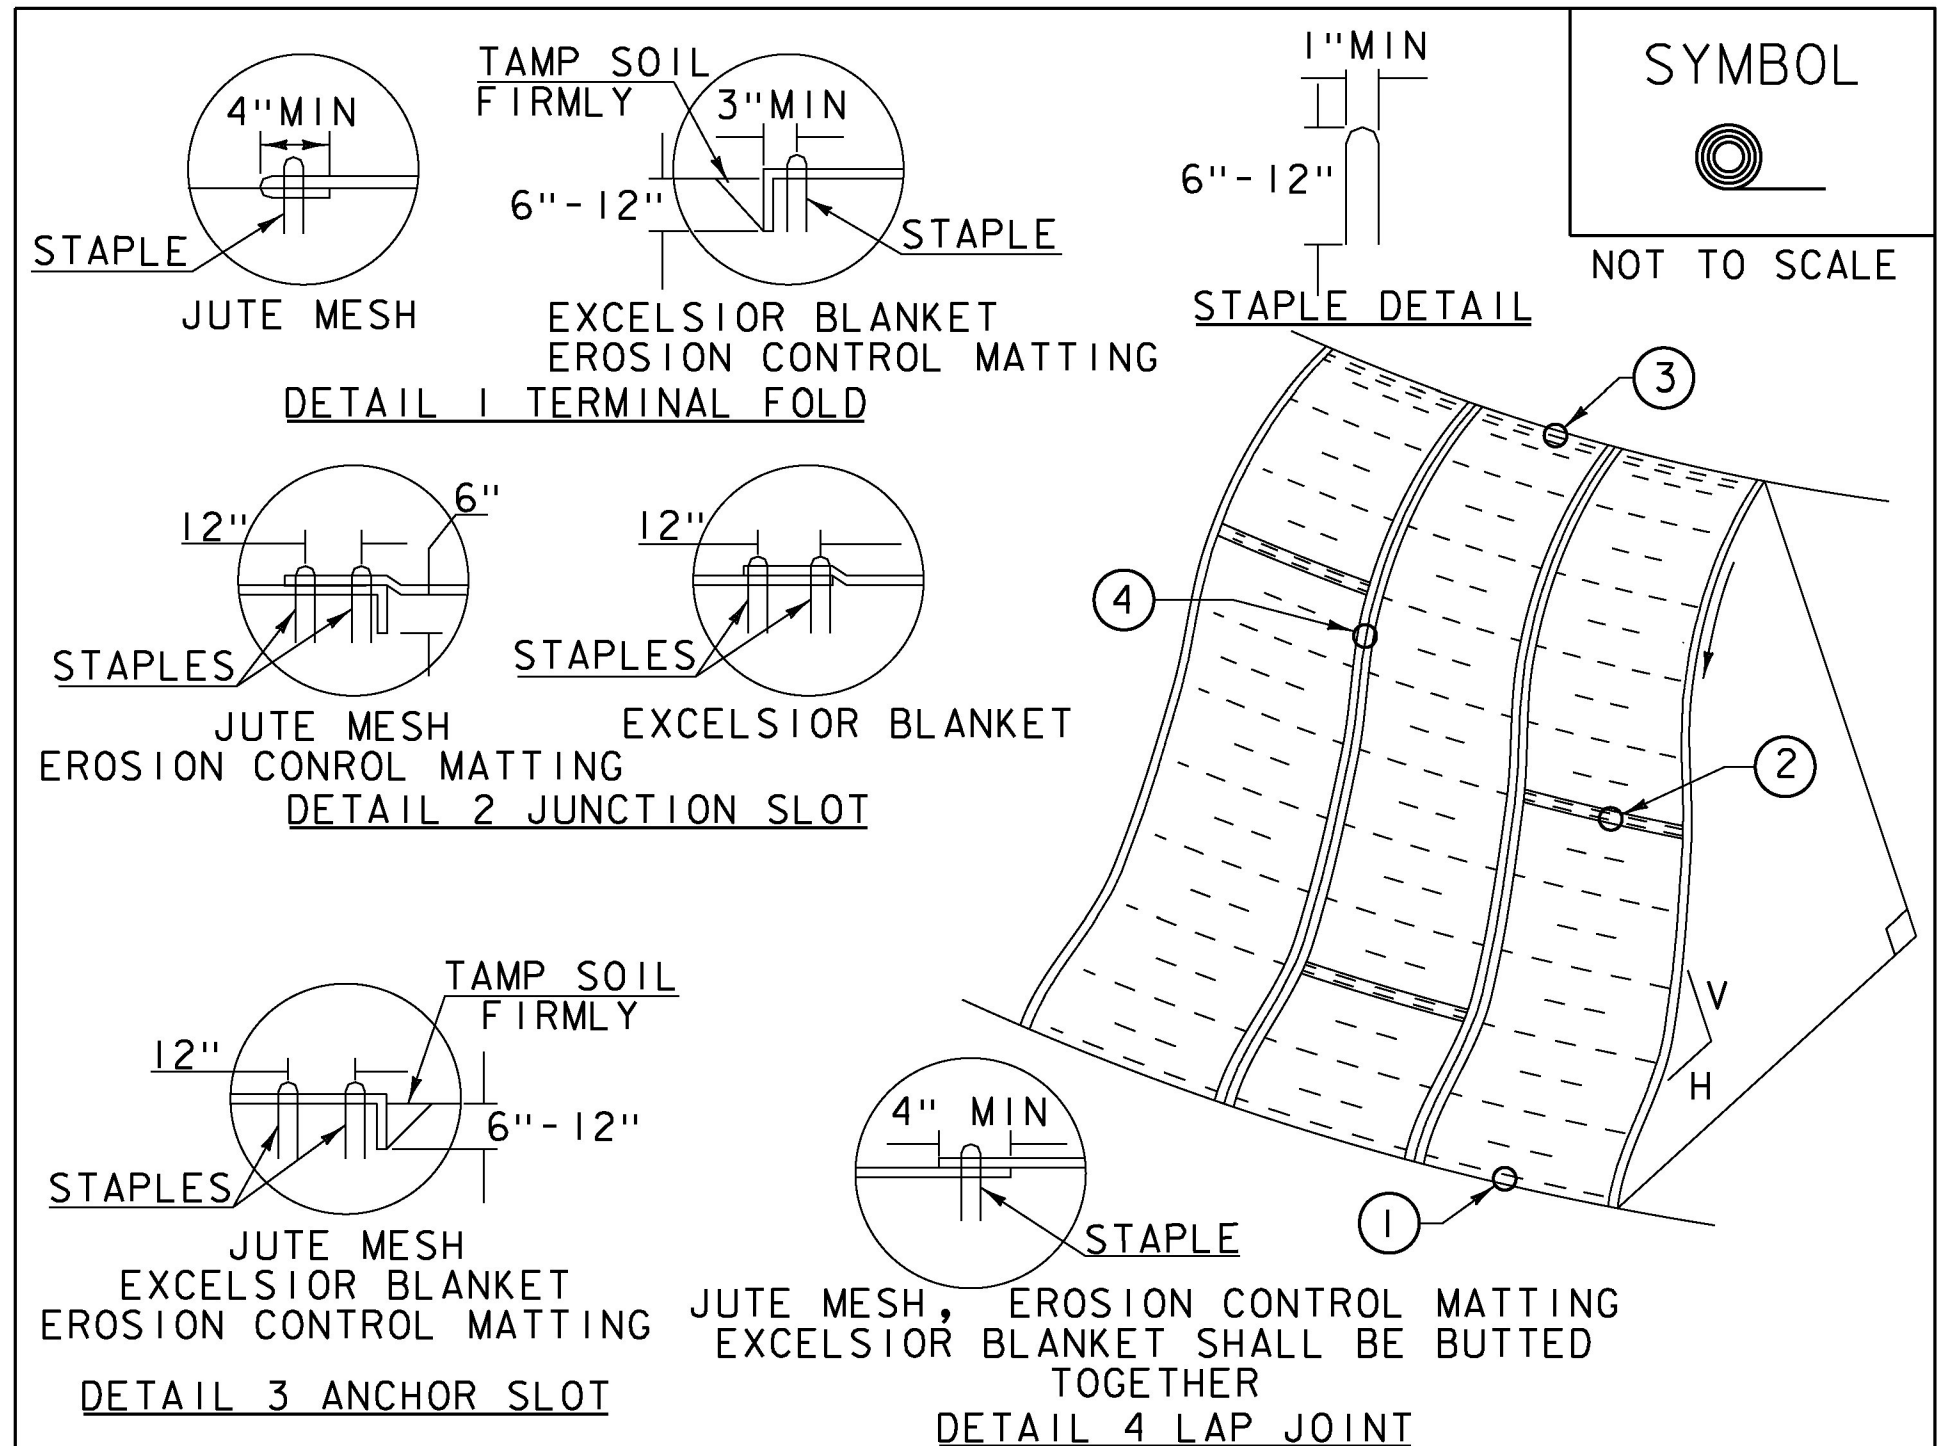 4"MIN
STAPLE
JUTE MESH
TAMP SOIL
FIRMLY
3"MIN
6"-12"
STAPLE
EXCELSIOR BLANKET
EROSION CONTROL MATTING
DETAIL 1 TERMINAL FOLD
1"MIN
6"-12"
STAPLE DETAIL
SYMBOL
NOT TO SCALE
12"
6"
STAPLES
JUTE MESH
EROSION CONROL MATTING
12"
STAPLES
EXCELSIOR BLANKET
DETAIL 2 JUNCTION SLOT
3
4
2
V
H
1
TAMP SOIL
FIRMLY
12"
6"-12"
STAPLES
JUTE MESH
EXCELSIOR BLANKET
EROSION CONTROL MATTING
DETAIL 3 ANCHOR SLOT
4" MIN
STAPLE
JUTE MESH, EROSION CONTROL MATTING
EXCELSIOR BLANKET SHALL BE BUTTED
TOGETHER
DETAIL 4 LAP JOINT